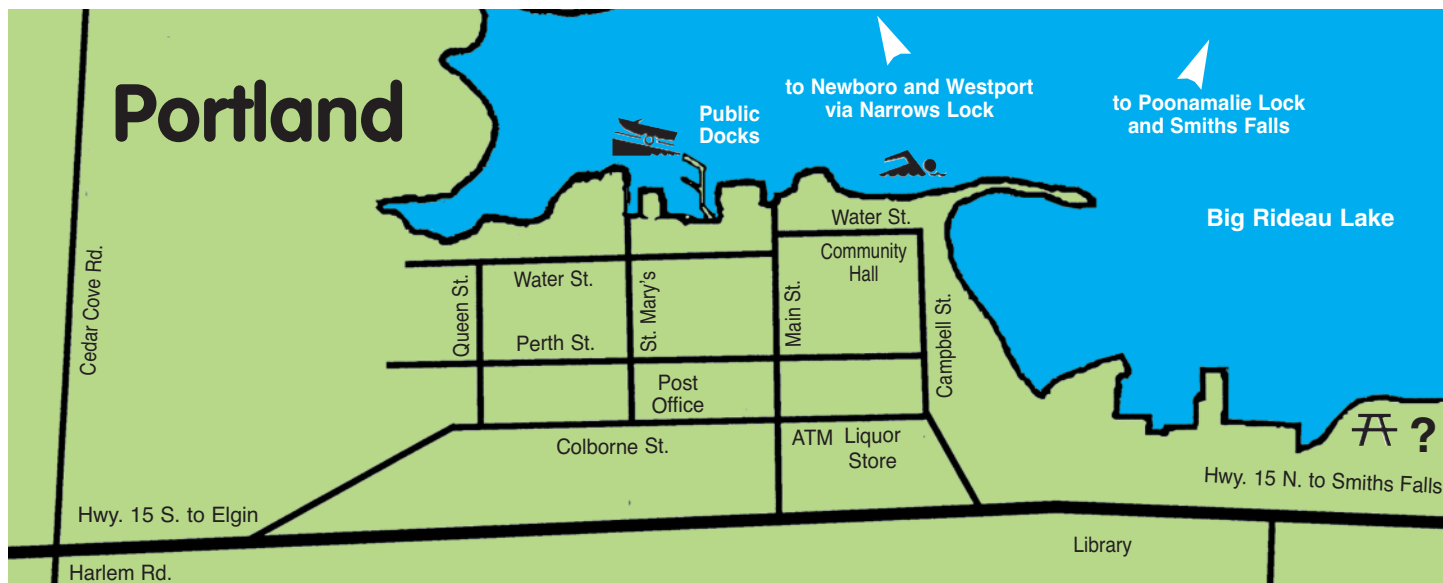 Portland
Public
Docks
to Newboro and Westport
via Narrows Lock
to Poonamalie Lock
and Smiths Falls
Big Rideau Lake
Water St.
Community
Hall
Cedar Cove Rd.
Queen St.
Water St.
St. Mary's
Main St.
Campbell St.
Perth St.
Post
Office
Colborne St.
ATM Liquor
Store
?
Hwy. 15 N. to Smiths Falls
Hwy. 15 S. to Elgin
Library
Harlem Rd.